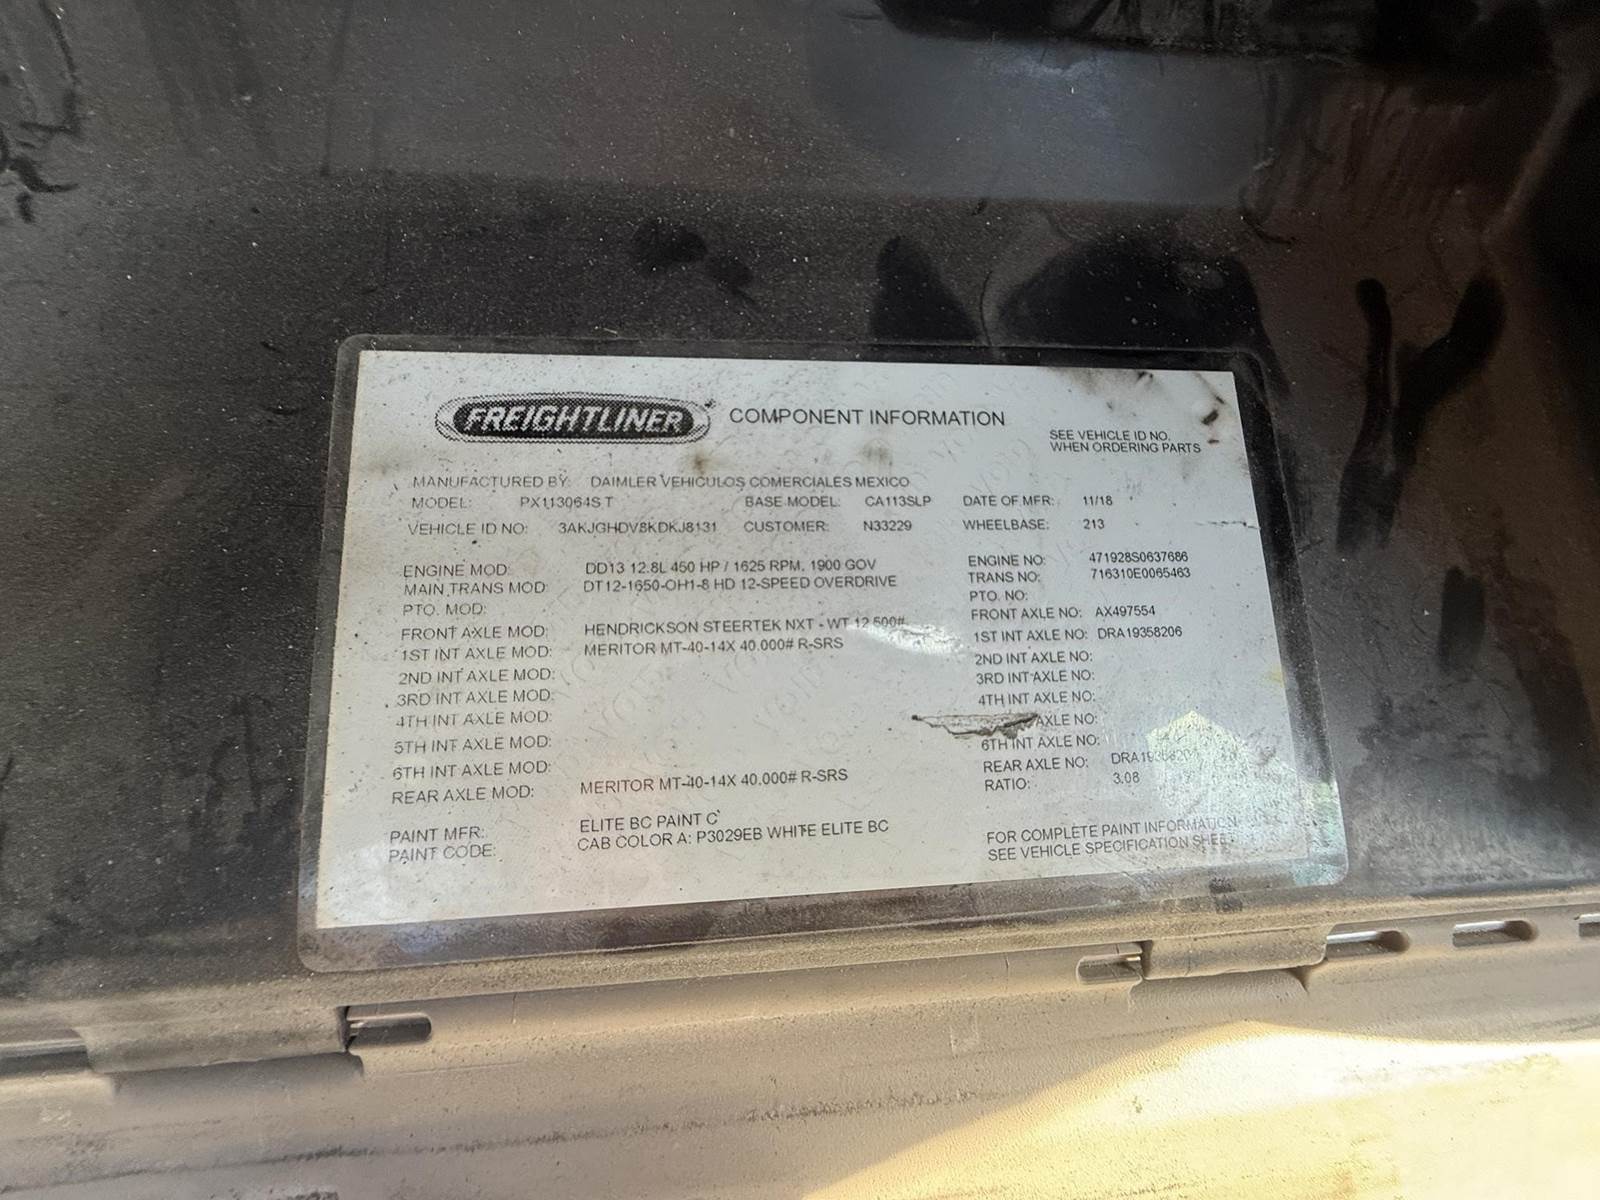 FREIGHTLINER COMPONENT INFORMATION
SEE VEHICLE ID NO.
WHEN ORDERING PARTS
MANUFACTURED BY: DAIMLER VEHICULOS COMERCIALES MEXICO
MODEL: PX113064S T BASE MODEL: CA113SLP DATE OF MFR: 11/18
VEHICLE ID NO: 3AKJGHDV8KDKJ8131 CUSTOMER: N33229 WHEELBASE: 213
ENGINE MOD: DD13 12.8L 450 HP / 1625 RPM, 1900 GOV ENGINE NO: 471928S0637686
MAIN TRANS MOD: DT12-1650-OH1-8 HD 12-SPEED OVERDRIVE TRANS NO: 716310E0065463
PTO. MOD: PTO. NO:
FRONT AXLE MOD: HENDRICKSON STEERTEK NXT - WT 12,500# FRONT AXLE NO: AX497554
1ST INT AXLE MOD: MERITOR MT-40-14X 40.000# R-SRS 1ST INT AXLE NO: DRA19358206
2ND INT AXLE MOD: 2ND INT AXLE NO:
3RD INT AXLE MOD: 3RD INT AXLE NO:
4TH INT AXLE MOD: 4TH INT AXLE NO:
5TH INT AXLE MOD: AXLE NO:
6TH INT AXLE MOD: 6TH INT AXLE NO:
REAR AXLE MOD: MERITOR MT-40-14X 40.000# R-SRS REAR AXLE NO:
RATIO: 3.08
PAINT MFR: ELITE BC PAINT C
PAINT CODE: CAB COLOR A: P3029EB WHITE ELITE BC
FOR COMPLETE PAINT INFORMATION
SEE VEHICLE SPECIFICATION SHEET